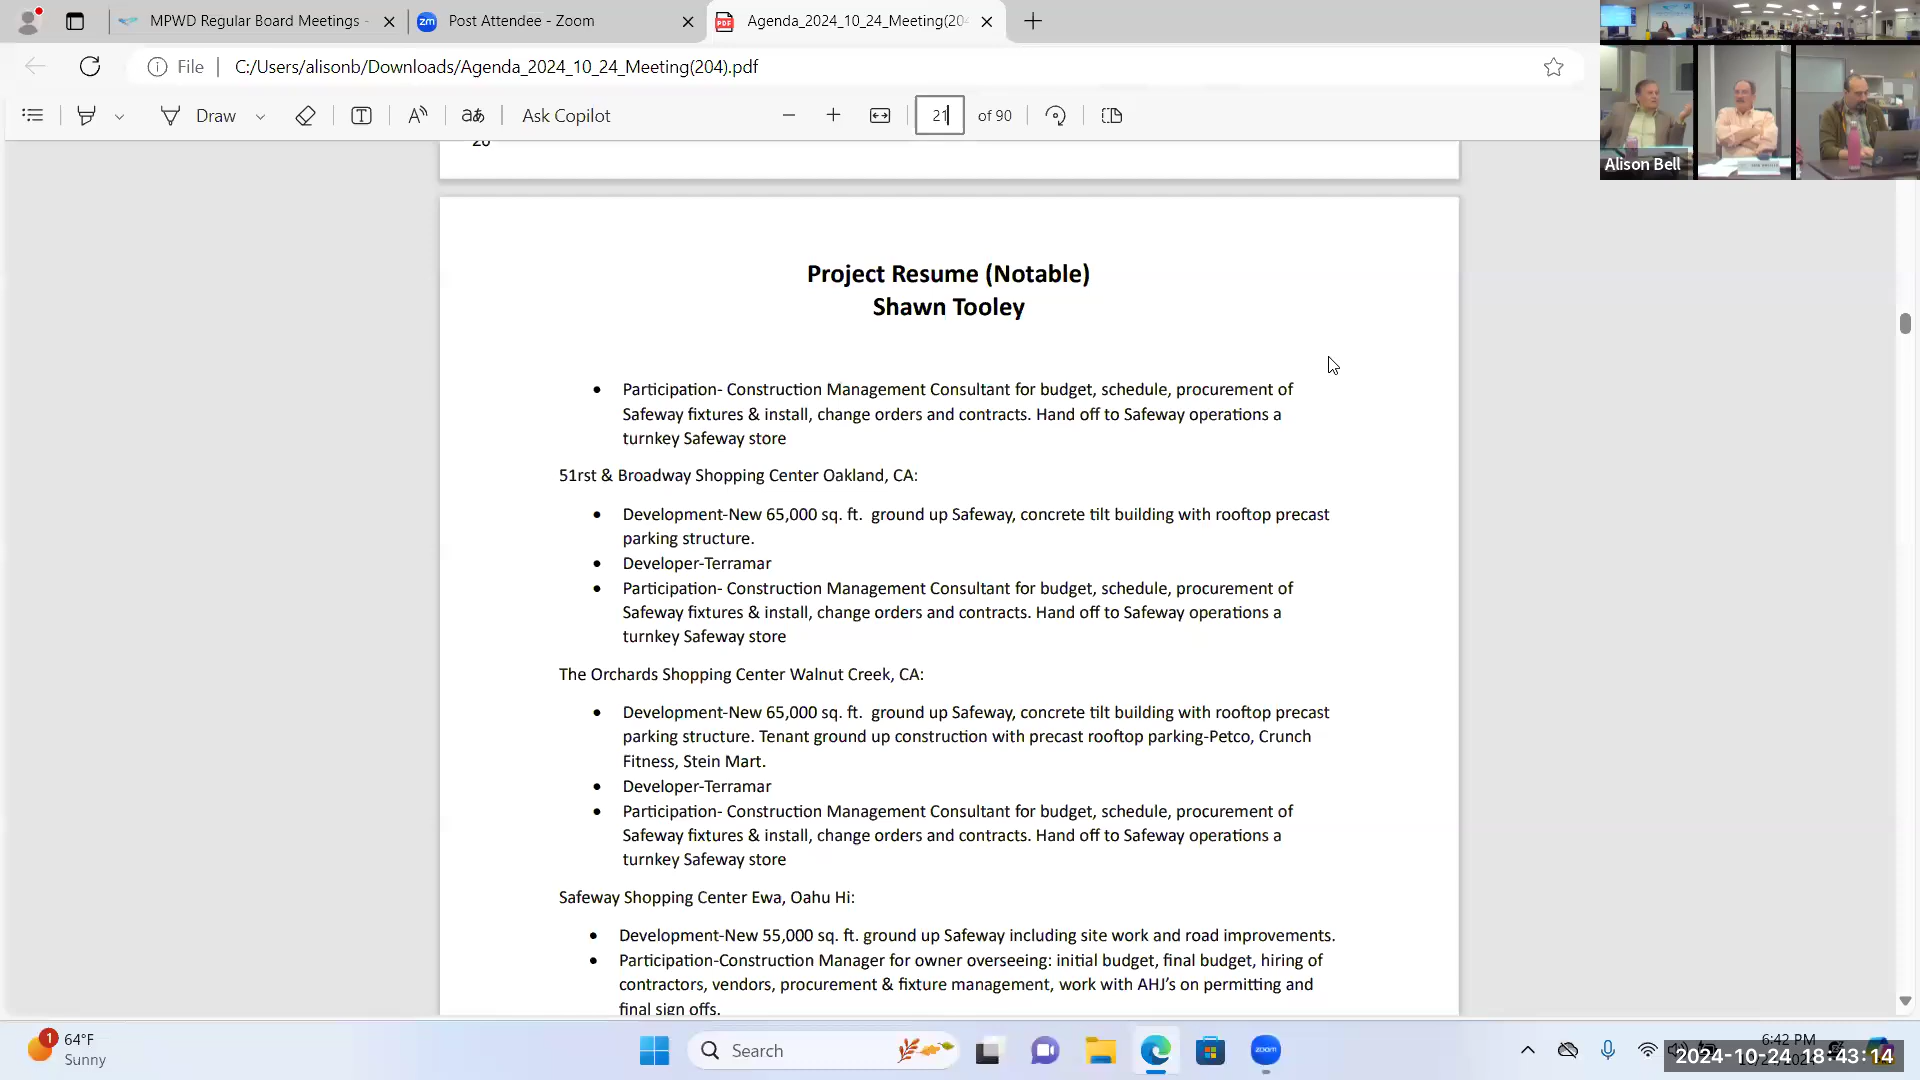 MPWD Regular Board Meetings -
Post Attendee - Zoom
Agenda_2024_10_24_Meeting(204
File
C:/Users/alisonb/Downloads/Agenda_2024_10_24_Meeting(204).pdf
Draw
Ask Copilot
21
of 90
Alison Bell
20
Project Resume (Notable)
Shawn Tooley
• Participation- Construction Management Consultant for budget, schedule, procurement of
Safeway fixtures & install, change orders and contracts. Hand off to Safeway operations a
turnkey Safeway store
51rst & Broadway Shopping Center Oakland, CA:
• Development-New 65,000 sq. ft. ground up Safeway, concrete tilt building with rooftop precast
parking structure.
• Developer-Terramar
• Participation- Construction Management Consultant for budget, schedule, procurement of
Safeway fixtures & install, change orders and contracts. Hand off to Safeway operations a
turnkey Safeway store
The Orchards Shopping Center Walnut Creek, CA:
• Development-New 65,000 sq. ft. ground up Safeway, concrete tilt building with rooftop precast
parking structure. Tenant ground up construction with precast rooftop parking-Petco, Crunch
Fitness, Stein Mart.
• Developer-Terramar
• Participation- Construction Management Consultant for budget, schedule, procurement of
Safeway fixtures & install, change orders and contracts. Hand off to Safeway operations a
turnkey Safeway store
Safeway Shopping Center Ewa, Oahu Hi:
• Development-New 55,000 sq. ft. ground up Safeway including site work and road improvements.
• Participation-Construction Manager for owner overseeing: initial budget, final budget, hiring of
contractors, vendors, procurement & fixture management, work with AHJ’s on permitting and
final sign offs.
1
64°F
Sunny
Search
zoom
6:42 PM
2024-10-24 18:43:14